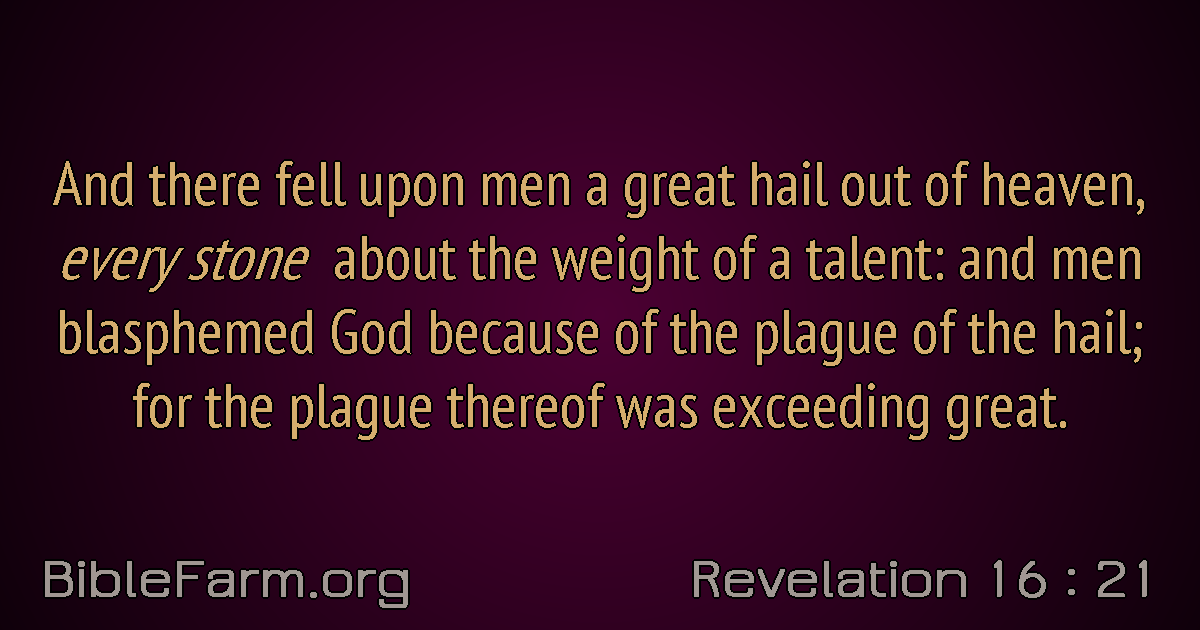 And there fell upon men a great hail out of heaven,
every stone about the weight of a talent: and men
blasphemed God because of the plague of the hail;
for the plague thereof was exceeding great.
BibleFarm.org
Revelation 16 : 21